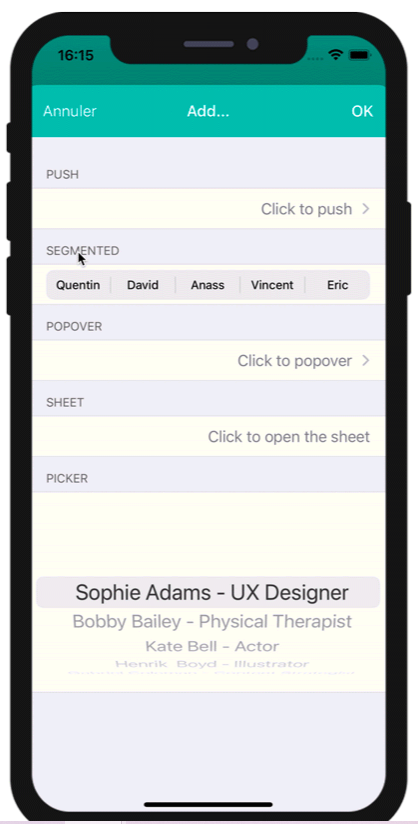 16:15
Annuler Add... OK
PUSH
Click to push
SEGMENTED
Quentin David Anass Vincent Eric
POPOVER
Click to popover
SHEET
Click to open the sheet
PICKER
Sophie Adams - UX Designer
Bobby Bailey - Physical Therapist
Kate Bell - Actor
Henrik Boyd - Illustrator